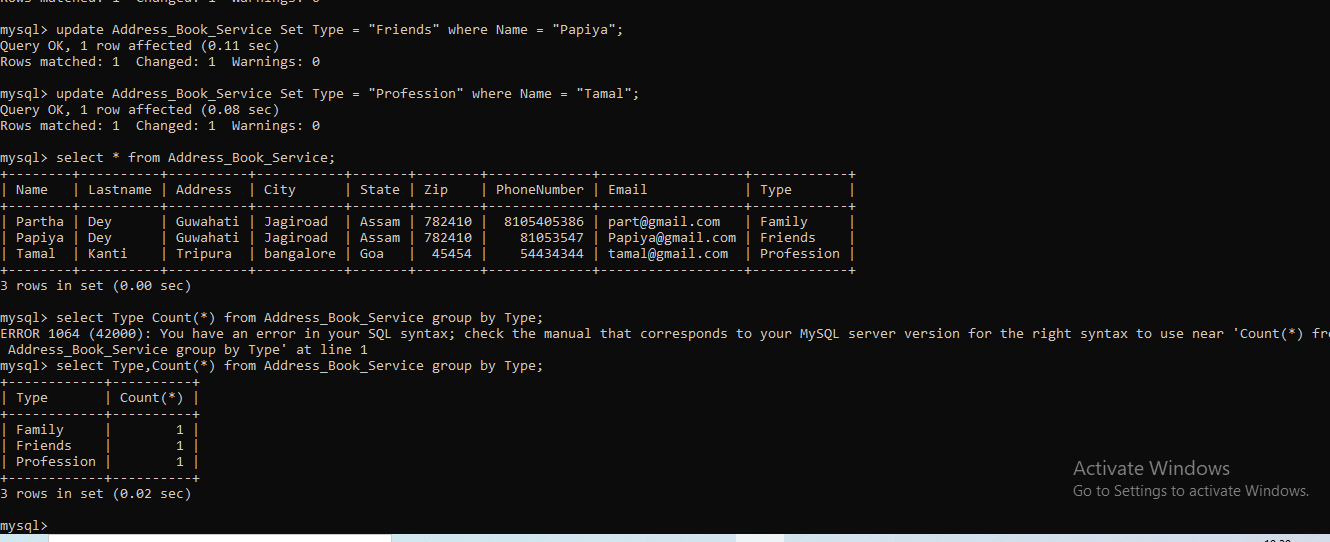 mysql> update Address_Book_Service Set Type = "Friends" where Name = "Papiya";
Query OK, 1 row affected (0.11 sec)
Rows matched: 1  Changed: 1  Warnings: 0
mysql> update Address_Book_Service Set Type = "Profession" where Name = "Tamal";
Query OK, 1 row affected (0.08 sec)
Rows matched: 1  Changed: 1  Warnings: 0
mysql> select * from Address_Book_Service;
+--------+----------+----------+-----------+-------+--------+-------------+------------------+------------+
| Name   | Lastname | Address  | City      | State | Zip    | PhoneNumber | Email            | Type       |
+--------+----------+----------+-----------+-------+--------+-------------+------------------+------------+
| Partha | Dey      | Guwahati | Jagiroad  | Assam | 782410 |  8105405386 | part@gmail.com   | Family     |
| Papiya | Dey      | Guwahati | Jagiroad  | Assam | 782410 |    81053547 | Papiya@gmail.com | Friends    |
| Tamal  | Kanti    | Tripura  | bangalore | Goa   |  45454 |    54434344 | tamal@gmail.com  | Profession |
+--------+----------+----------+-----------+-------+--------+-------------+------------------+------------+
3 rows in set (0.00 sec)
mysql> select Type Count(*) from Address_Book_Service group by Type;
ERROR 1064 (42000): You have an error in your SQL syntax; check the manual that corresponds to your MySQL server version for the right syntax to use near 'Count(*) fr
Address_Book_Service group by Type' at line 1
mysql> select Type,Count(*) from Address_Book_Service group by Type;
+------------+----------+
| Type       | Count(*) |
+------------+----------+
| Family     |        1 |
| Friends    |        1 |
| Profession |        1 |
+------------+----------+
3 rows in set (0.02 sec)
mysql>
Activate Windows
Go to Settings to activate Windows.